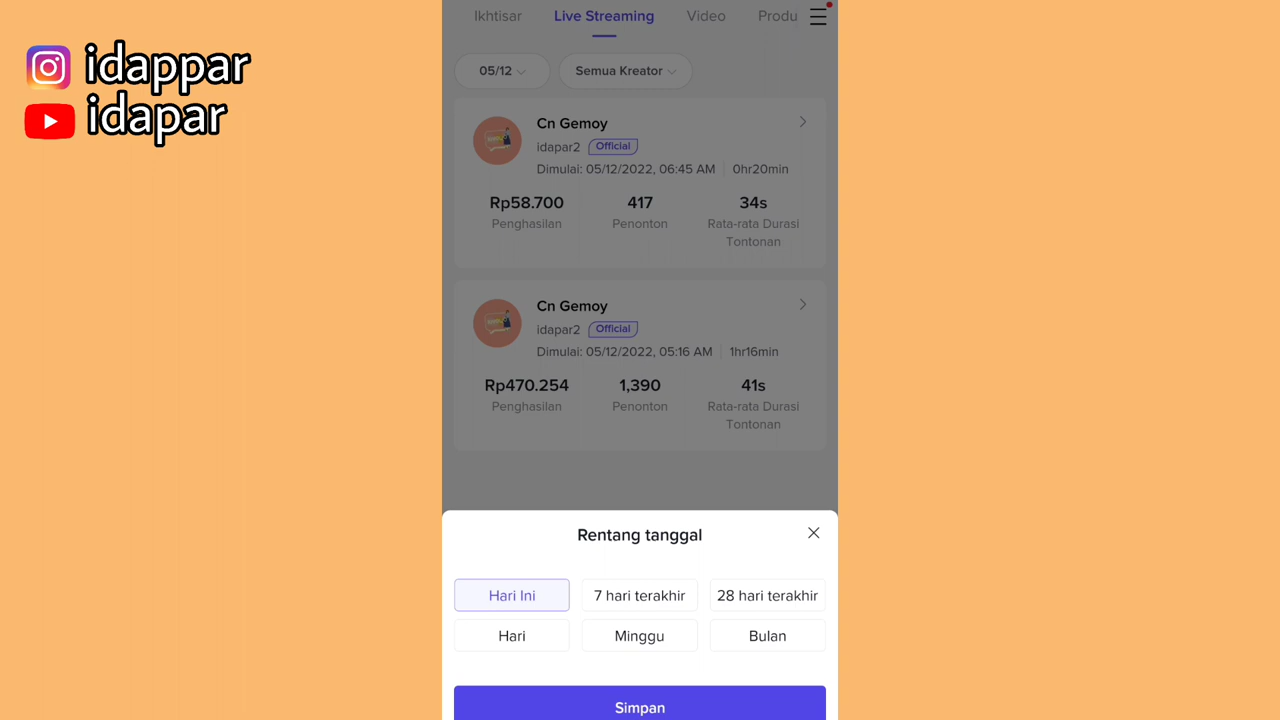 idappar
idapar
Ikhtisar Live Streaming Video Produ
05/12 Semua Kreator
Cn Gemoy
idapar2 Official
Dimulai: 05/12/2022, 06:45 AM 0hr20min
Rp58.700 417 34s
Penghasilan Penonton Rata-rata Durasi
Tontonan
Cn Gemoy
idapar2 Official
Dimulai: 05/12/2022, 05:16 AM 1hr16min
Rp470.254 1,390 41s
Penghasilan Penonton Rata-rata Durasi
Tontonan
Rentang tanggal
Hari Ini 7 hari terakhir 28 hari terakhir
Hari Minggu Bulan
Simpan